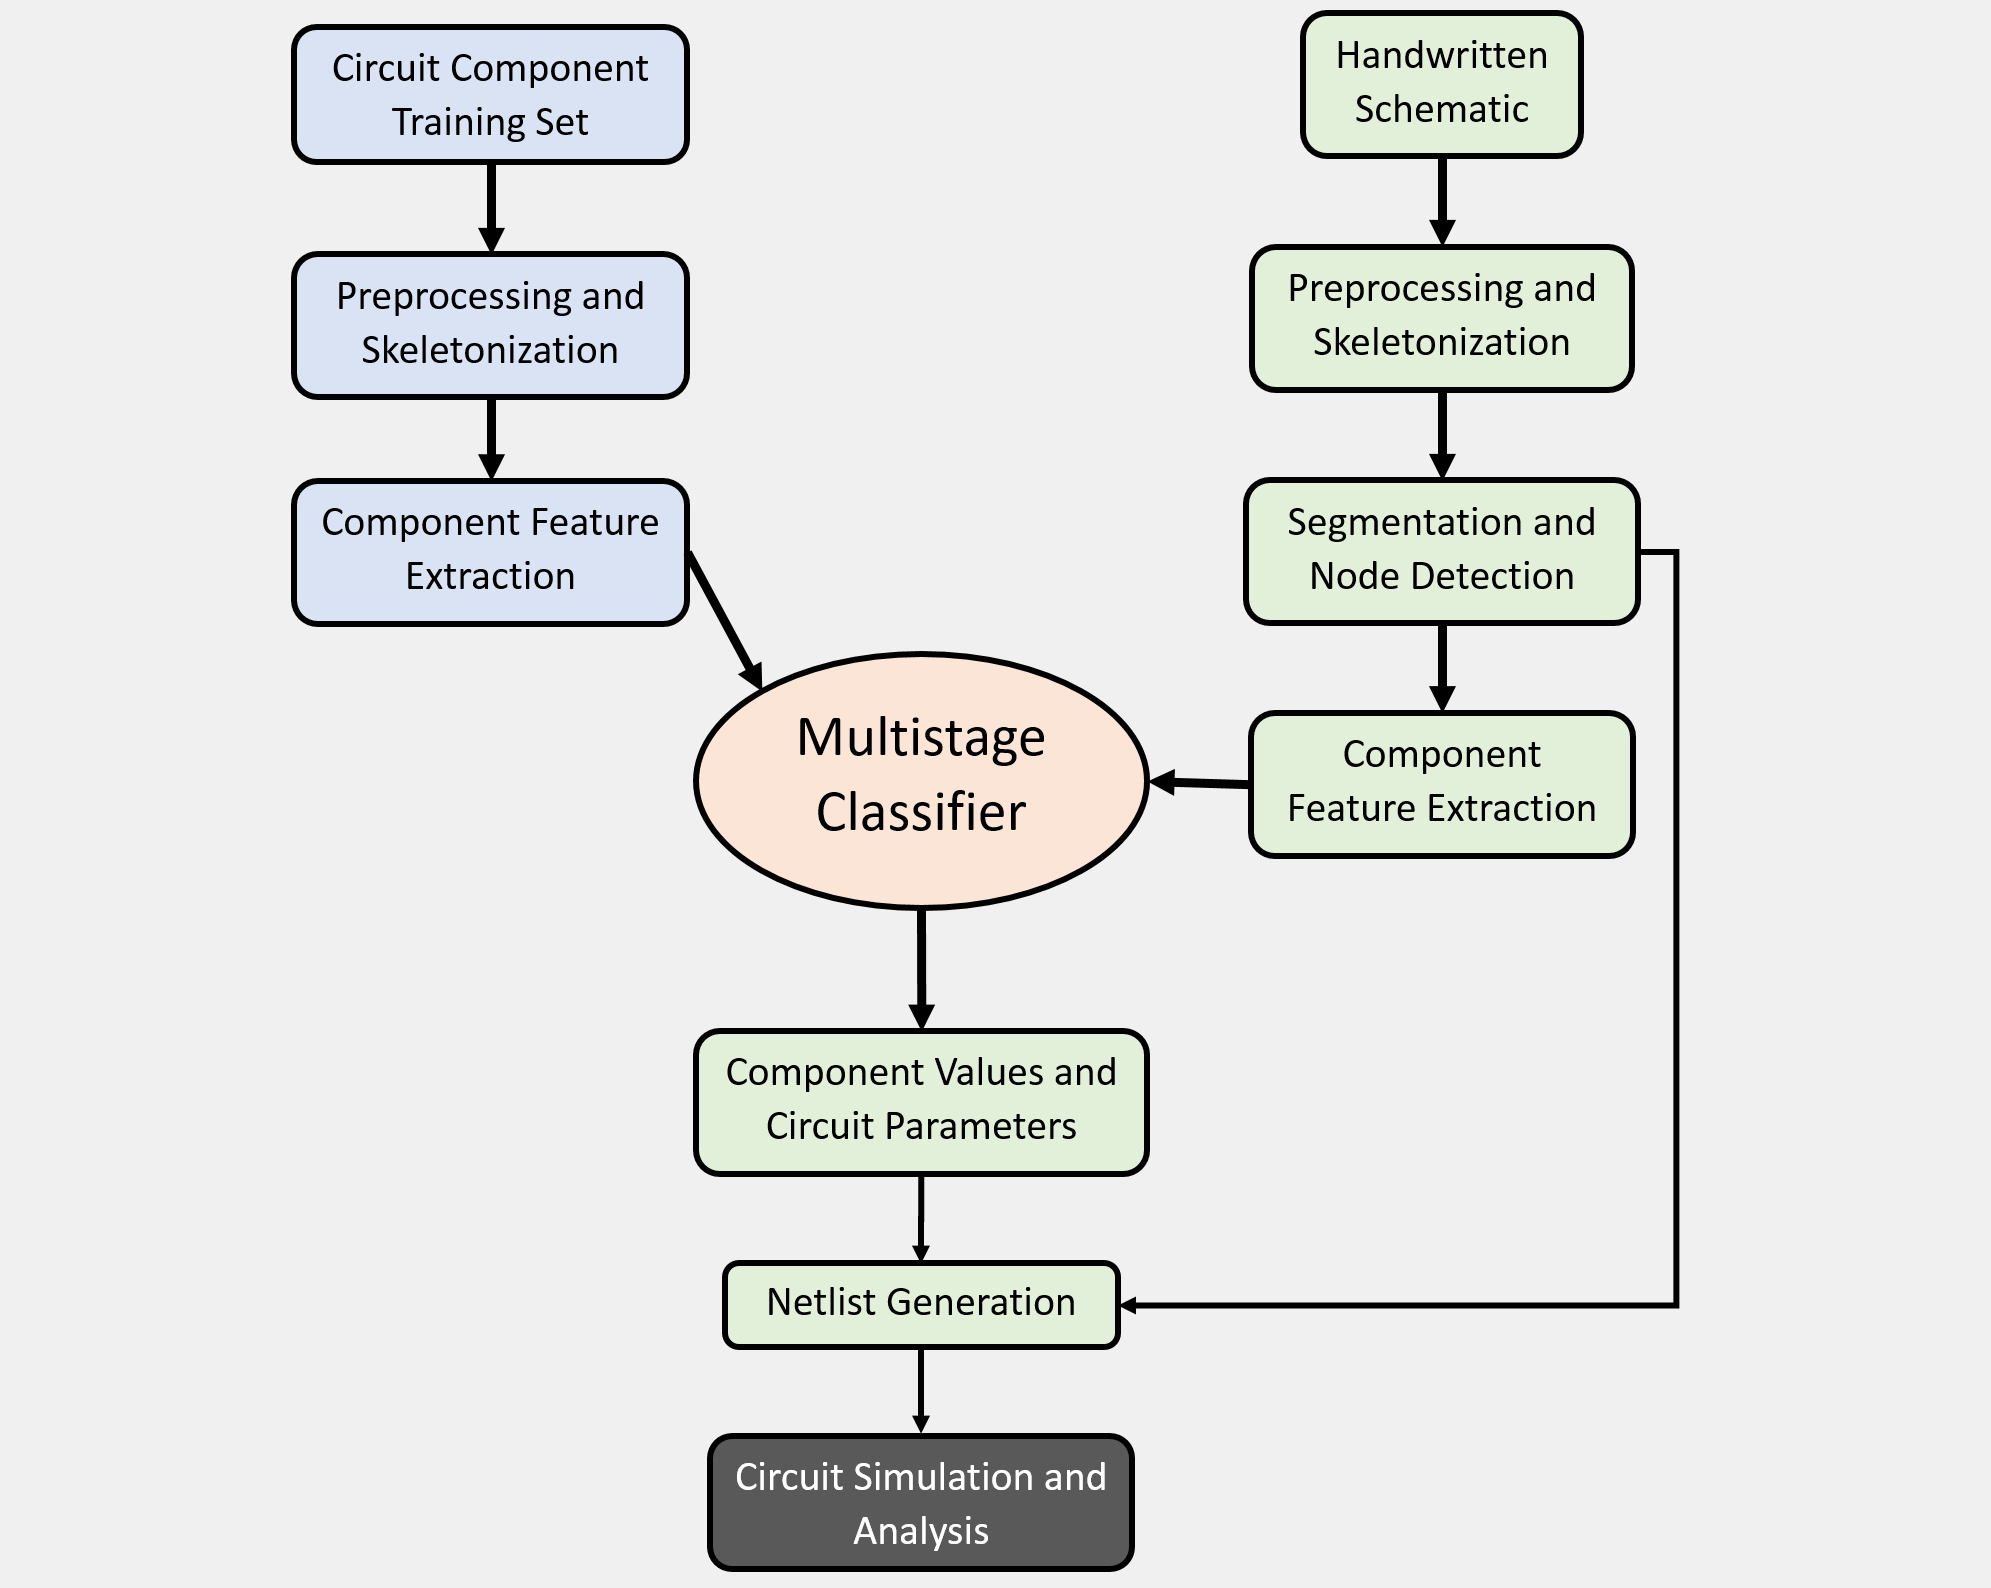 Circuit Component
Training Set
Preprocessing and
Skeletonization
Component Feature
Extraction
Handwritten
Schematic
Preprocessing and
Skeletonization
Segmentation and
Node Detection
Component
Feature Extraction
Multistage
Classifier
Component Values and
Circuit Parameters
Netlist Generation
Circuit Simulation and
Analysis